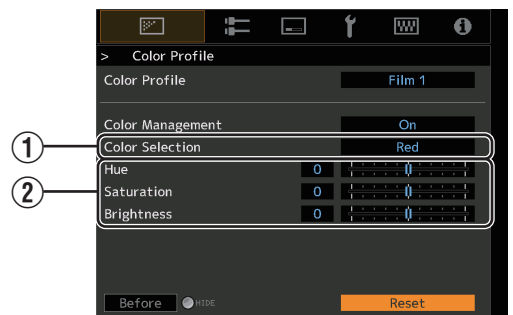 > Color Profile
Color Profile Film 1
Color Management On
1 Color Selection Red
Hue 0
2 Saturation 0
Brightness 0
Before HIDE Reset